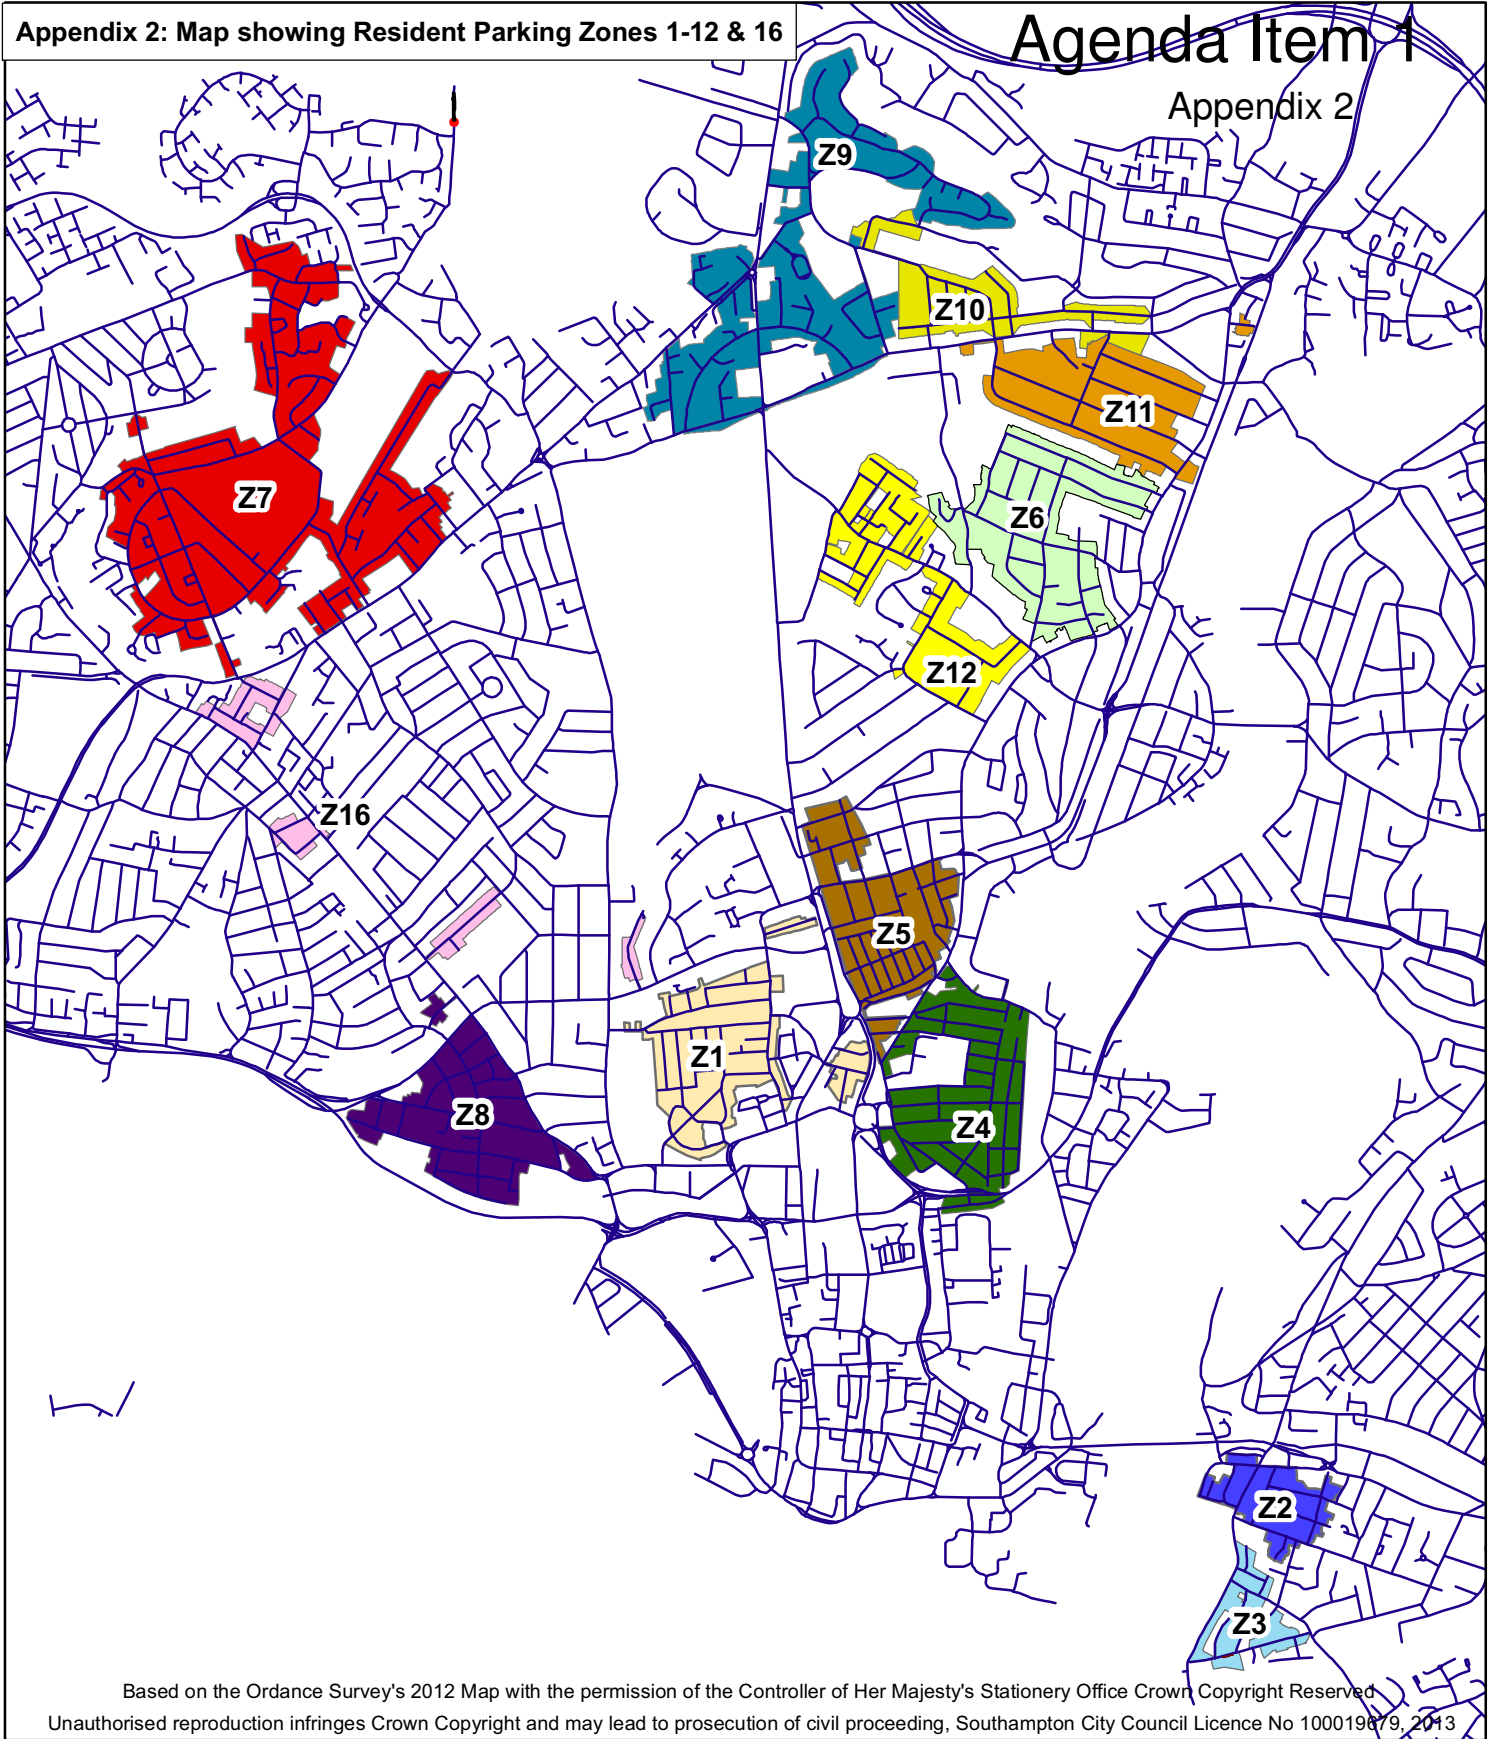 Appendix 2: Map showing Resident Parking Zones 1-12 & 16
Agenda Item 1
Appendix 2
Z9
Z10
Z11
Z7
Z6
Z12
Z16
Z5
Z1
Z8
Z4
Z2
Z3
Based on the Ordance Survey's 2012 Map with the permission of the Controller of Her Majesty's Stationery Office Crown Copyright Reserved
Unauthorised reproduction infringes Crown Copyright and may lead to prosecution of civil proceeding, Southampton City Council Licence No 100019679, 2013